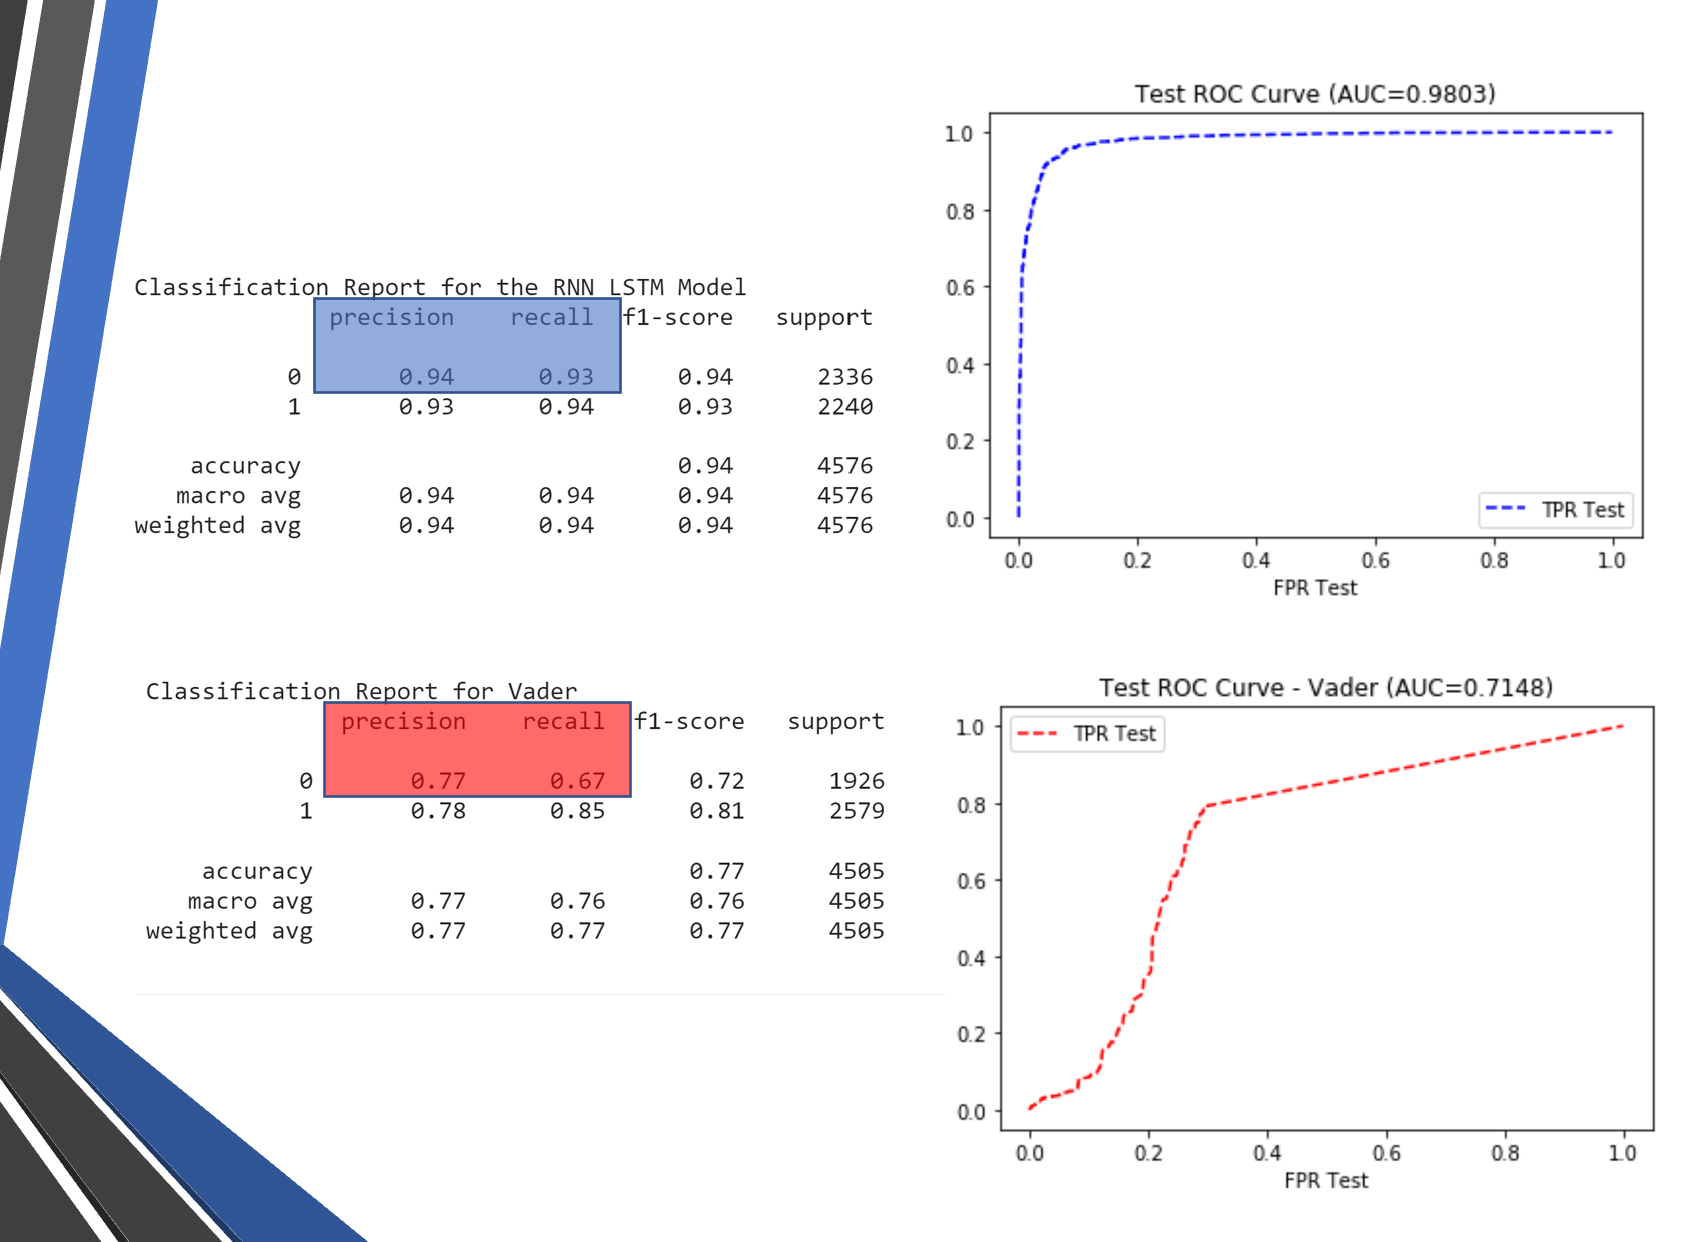 Classification Report for the RNN LSTM Model
precision recall f1-score support
0 0.94 0.93 0.94 2336
1 0.93 0.94 0.93 2240
accuracy 0.94 4576
macro avg 0.94 0.94 0.94 4576
weighted avg 0.94 0.94 0.94 4576
Test ROC Curve (AUC=0.9803)
1.0
0.8
0.6
0.4
0.2
0.0
TPR Test
0.0 0.2 0.4 0.6 0.8 1.0
FPR Test
Classification Report for Vader
precision recall f1-score support
0 0.77 0.67 0.72 1926
1 0.78 0.85 0.81 2579
accuracy 0.77 4505
macro avg 0.77 0.76 0.76 4505
weighted avg 0.77 0.77 0.77 4505
Test ROC Curve - Vader (AUC=0.7148)
TPR Test
1.0
0.8
0.6
0.4
0.2
0.0
0.0 0.2 0.4 0.6 0.8 1.0
FPR Test